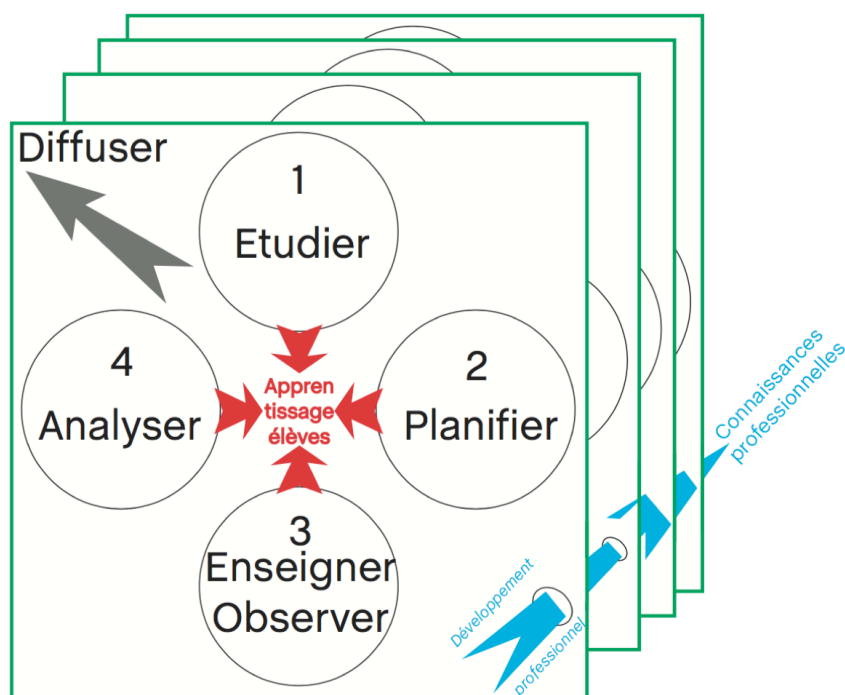 Diffuser
1
Etudier
4
Analyser
Appren
tissage
élèves
2
Planifier
3
Enseigner
Observer
Connaissances
professionnelles
Développement
professionnel